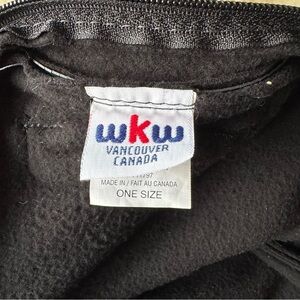 wkw
VANCOUVER
CANADA
MADE IN / FAIT AU CANADA
ONE SIZE